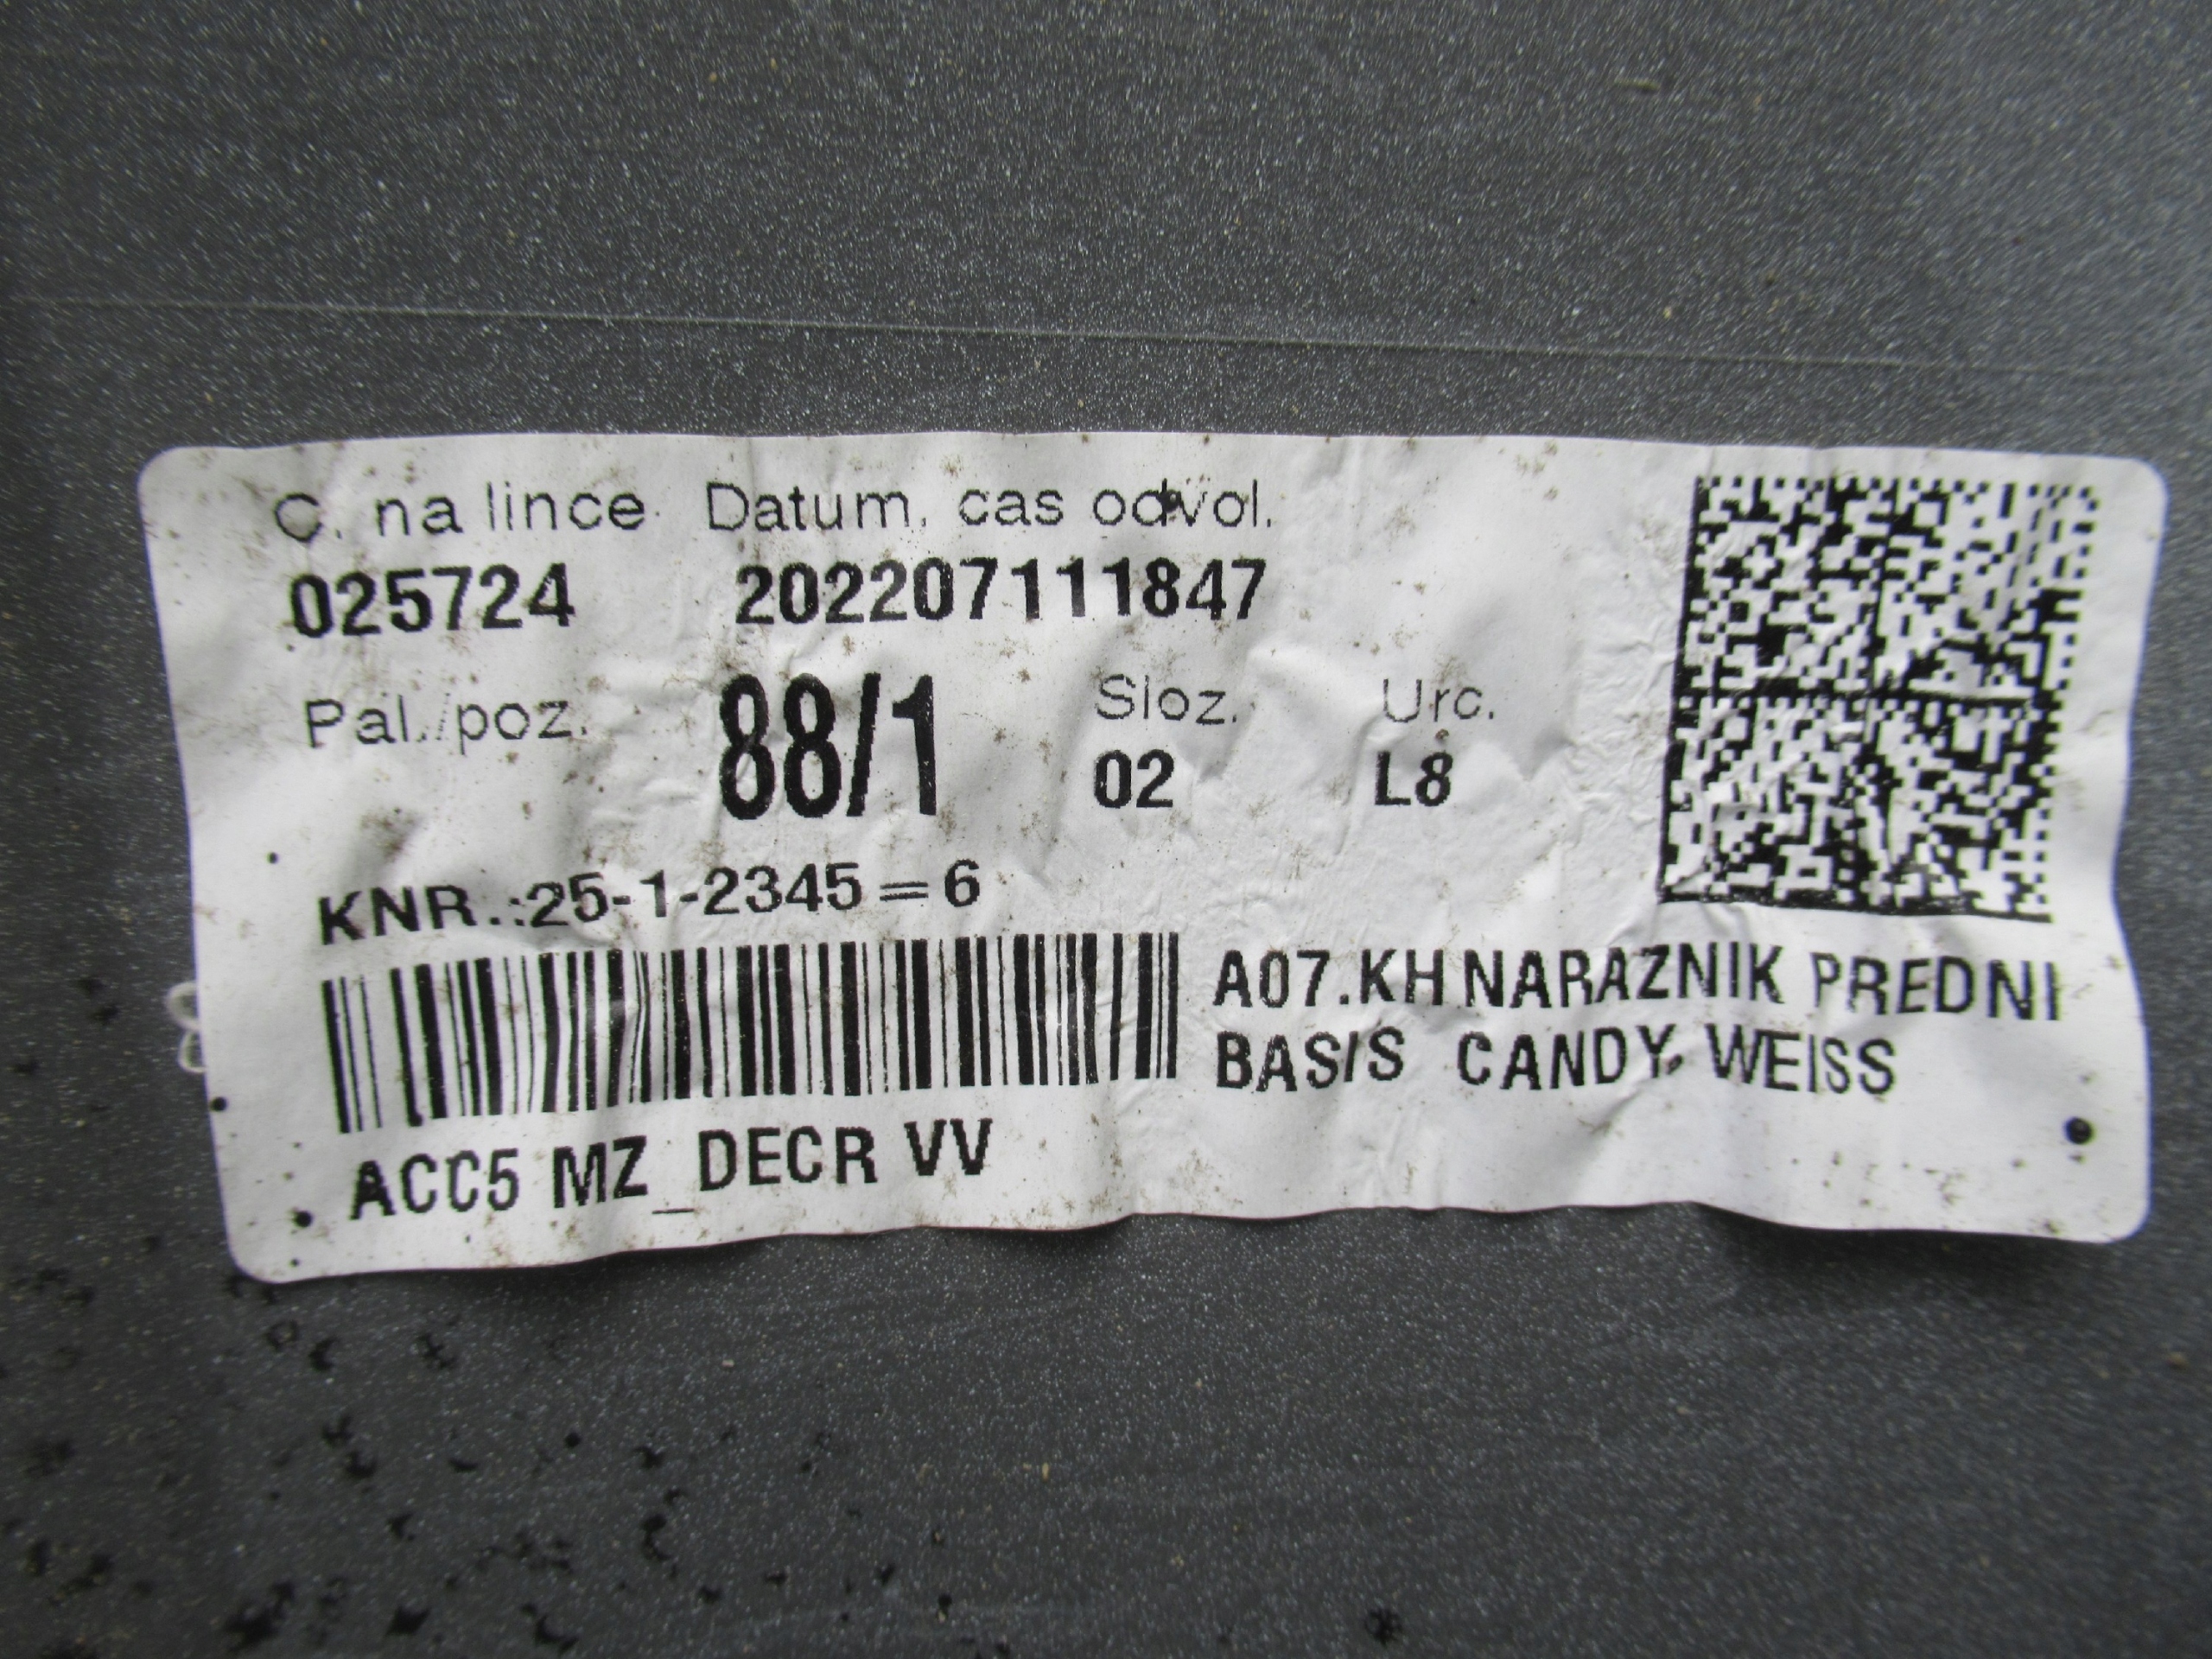 C. na lince Datum, cas odvol.
025724 202207111847
Pal./poz. 88/1 Sloz. Urc.
02 L8
KNR.:25-1-2345=6
A07.KH NARAZNIK PREDNI
BASIS CANDY WEISS
ACC5 MZ_DECR VV